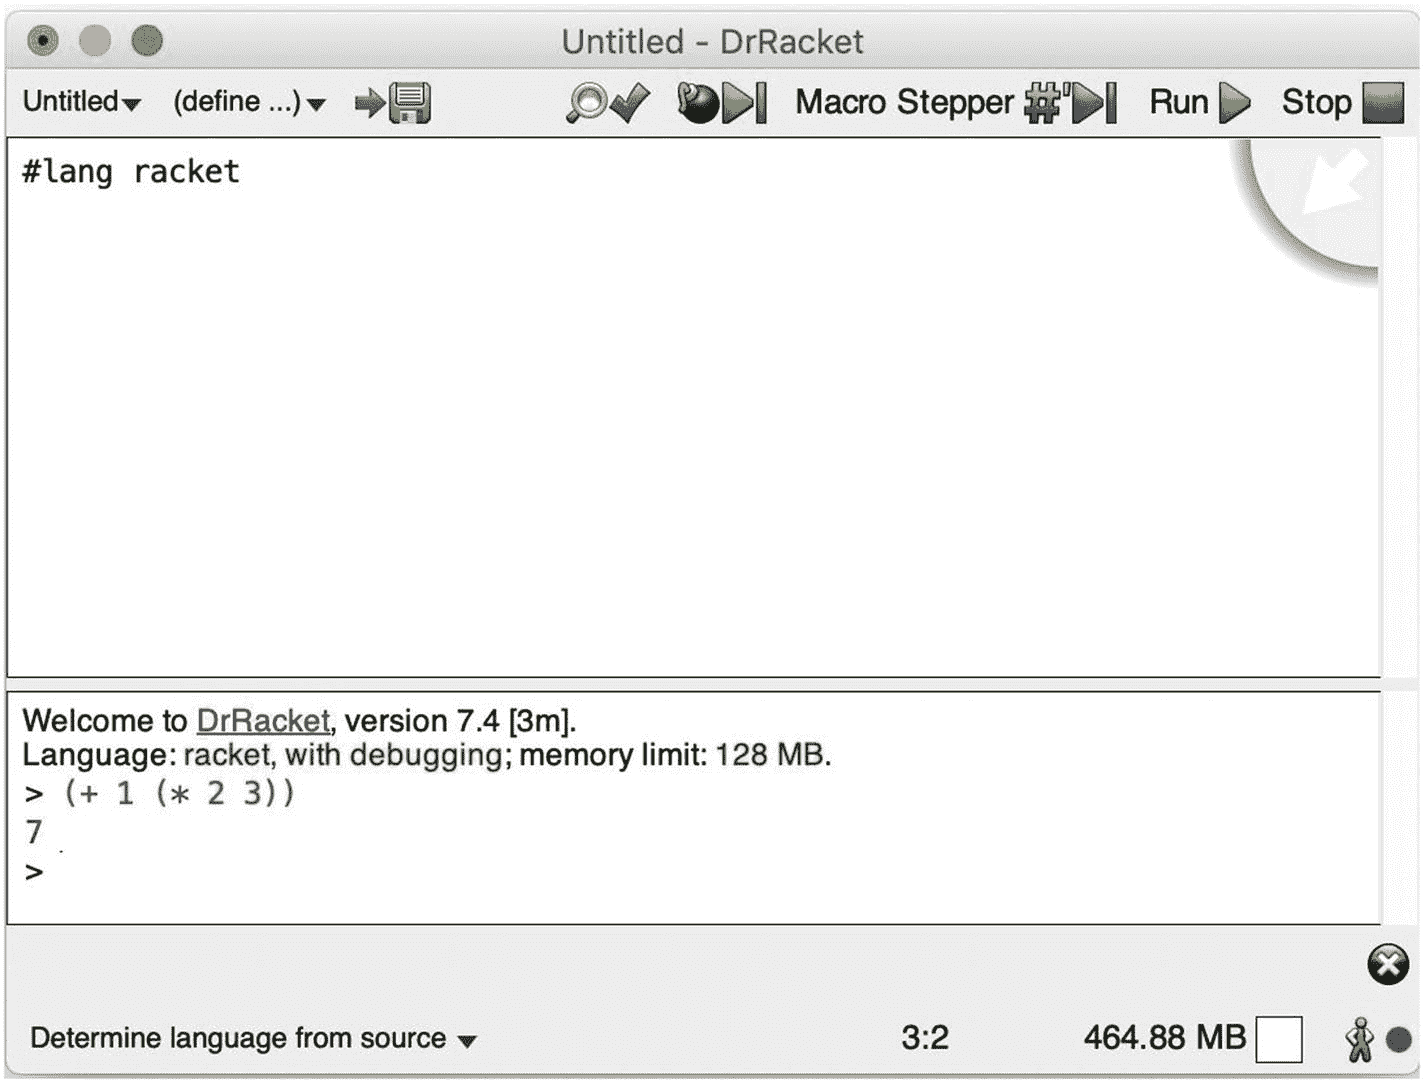 Untitled - DrRacket
Untitled (define ...) Macro Stepper #' Run Stop
#lang racket
Welcome to DrRacket, version 7.4 [3m].
Language: racket, with debugging; memory limit: 128 MB.
> (+ 1 (* 2 3))
7
>
Determine language from source 3:2 464.88 MB